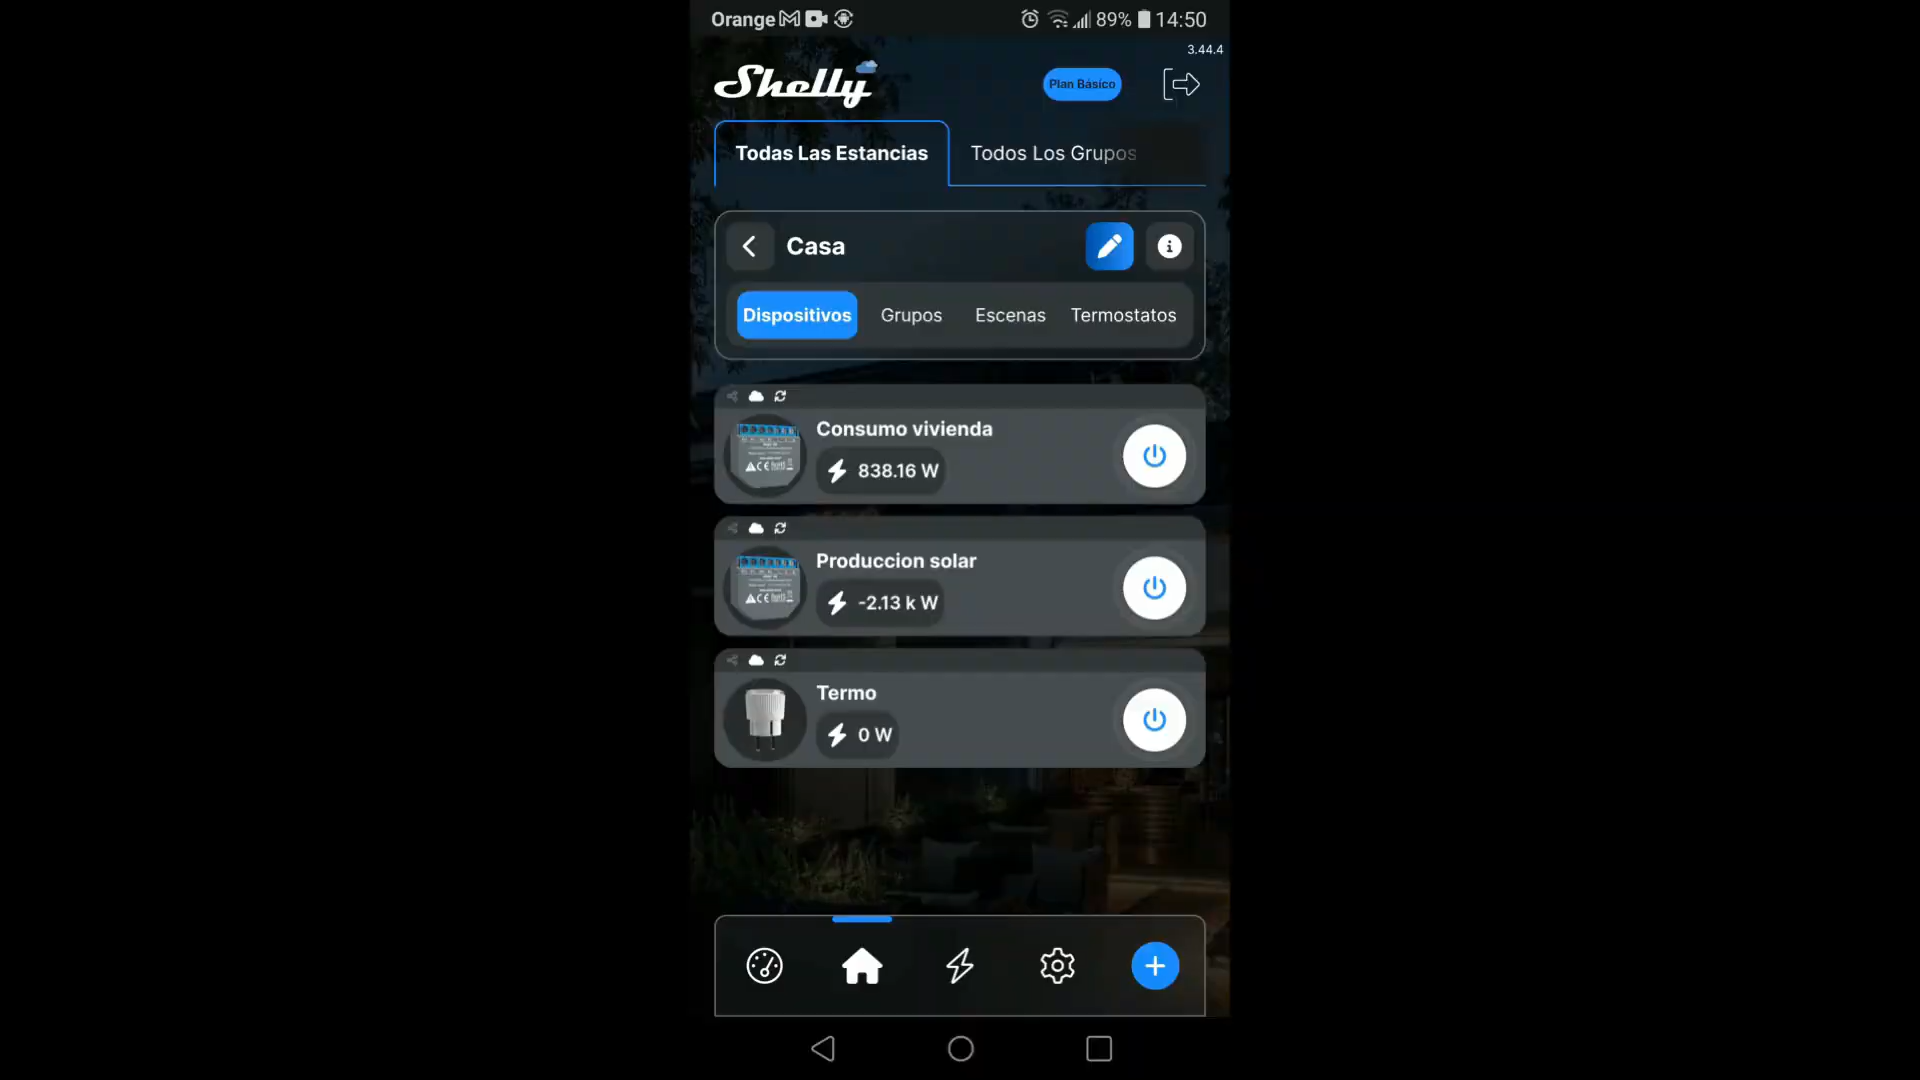 Orange 89% 14:50
3.44.4
Shelly Plan Básico
Todas Las Estancias Todos Los Grupos
Casa
Dispositivos Grupos Escenas Termostatos
Consumo vivienda
838.16 W
Produccion solar
-2.13 k W
Termo
0 W